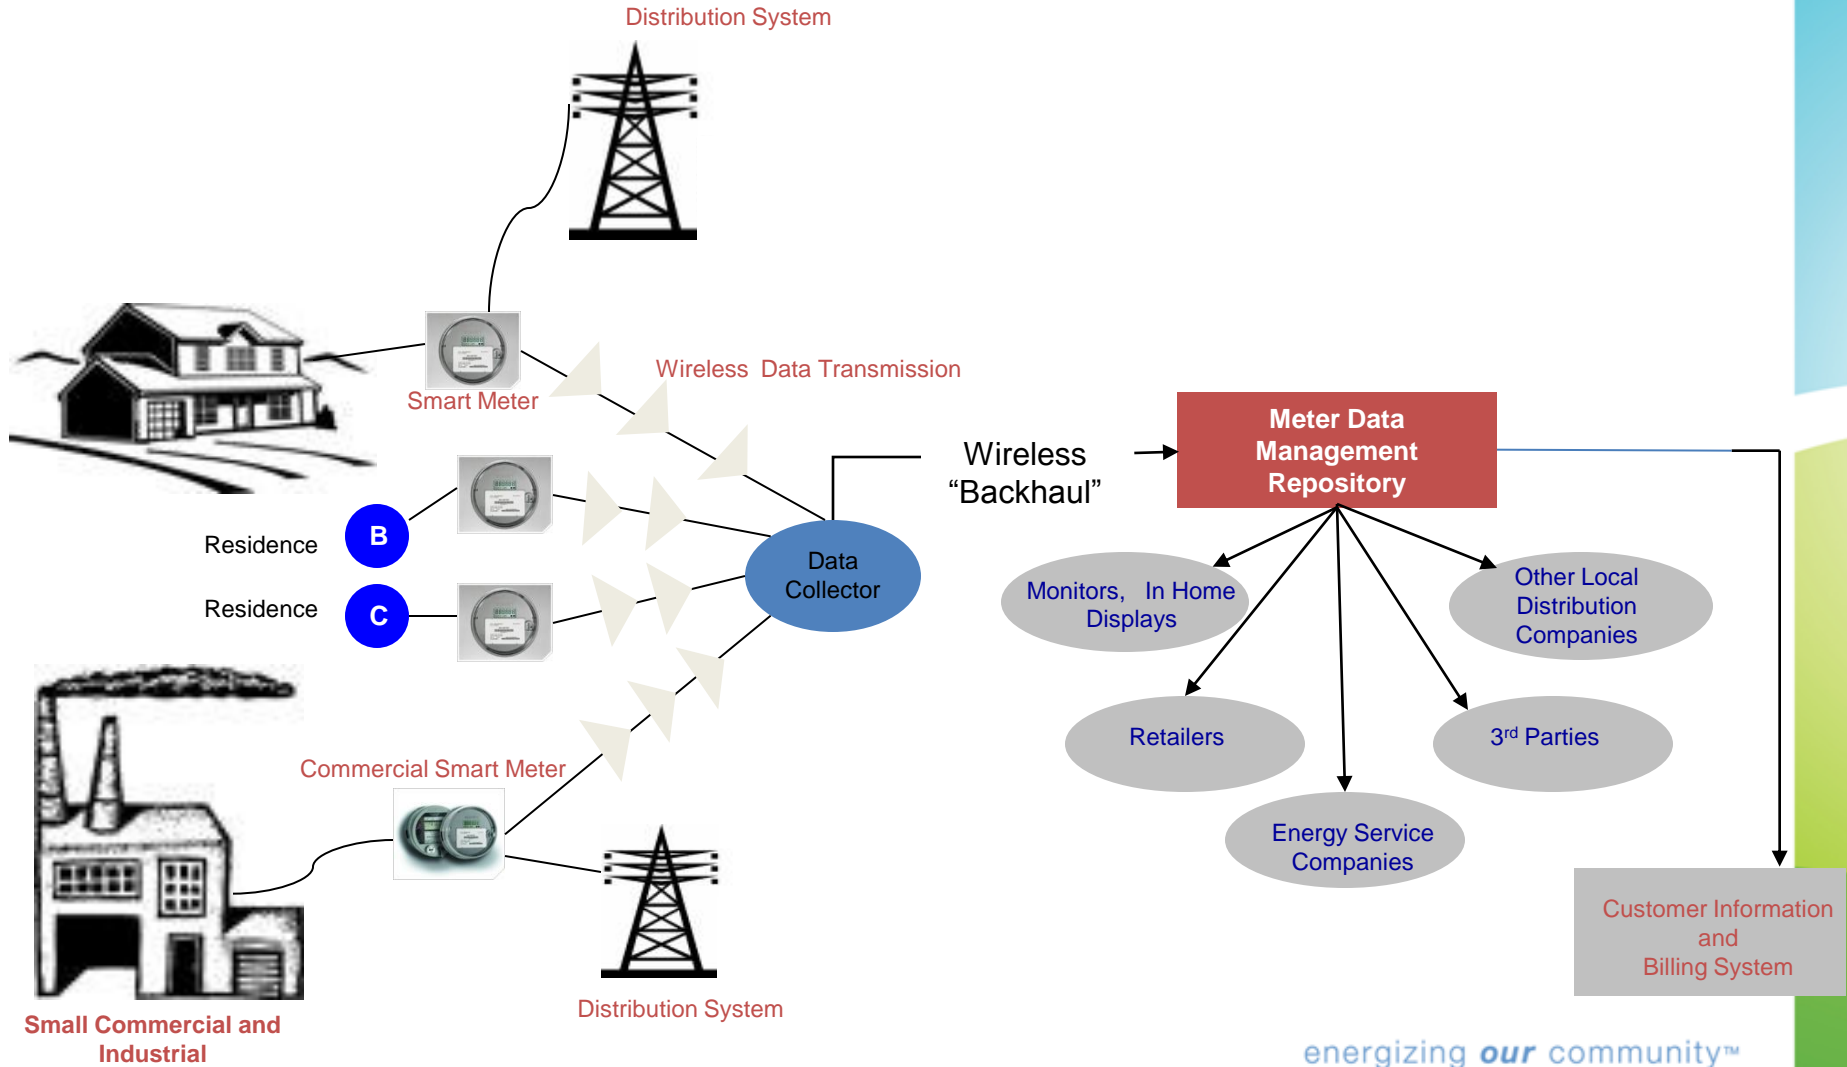 Distribution System
Wireless Data Transmission
Smart Meter
Residence
B
Residence
C
Data
Collector
Wireless
“Backhaul”
Meter Data
Management
Repository
Monitors, In Home
Displays
Other Local
Distribution
Companies
Retailers
3rd Parties
Energy Service
Companies
Customer Information
and
Billing System
Commercial Smart Meter
Distribution System
Small Commercial and
Industrial
energizing our community™